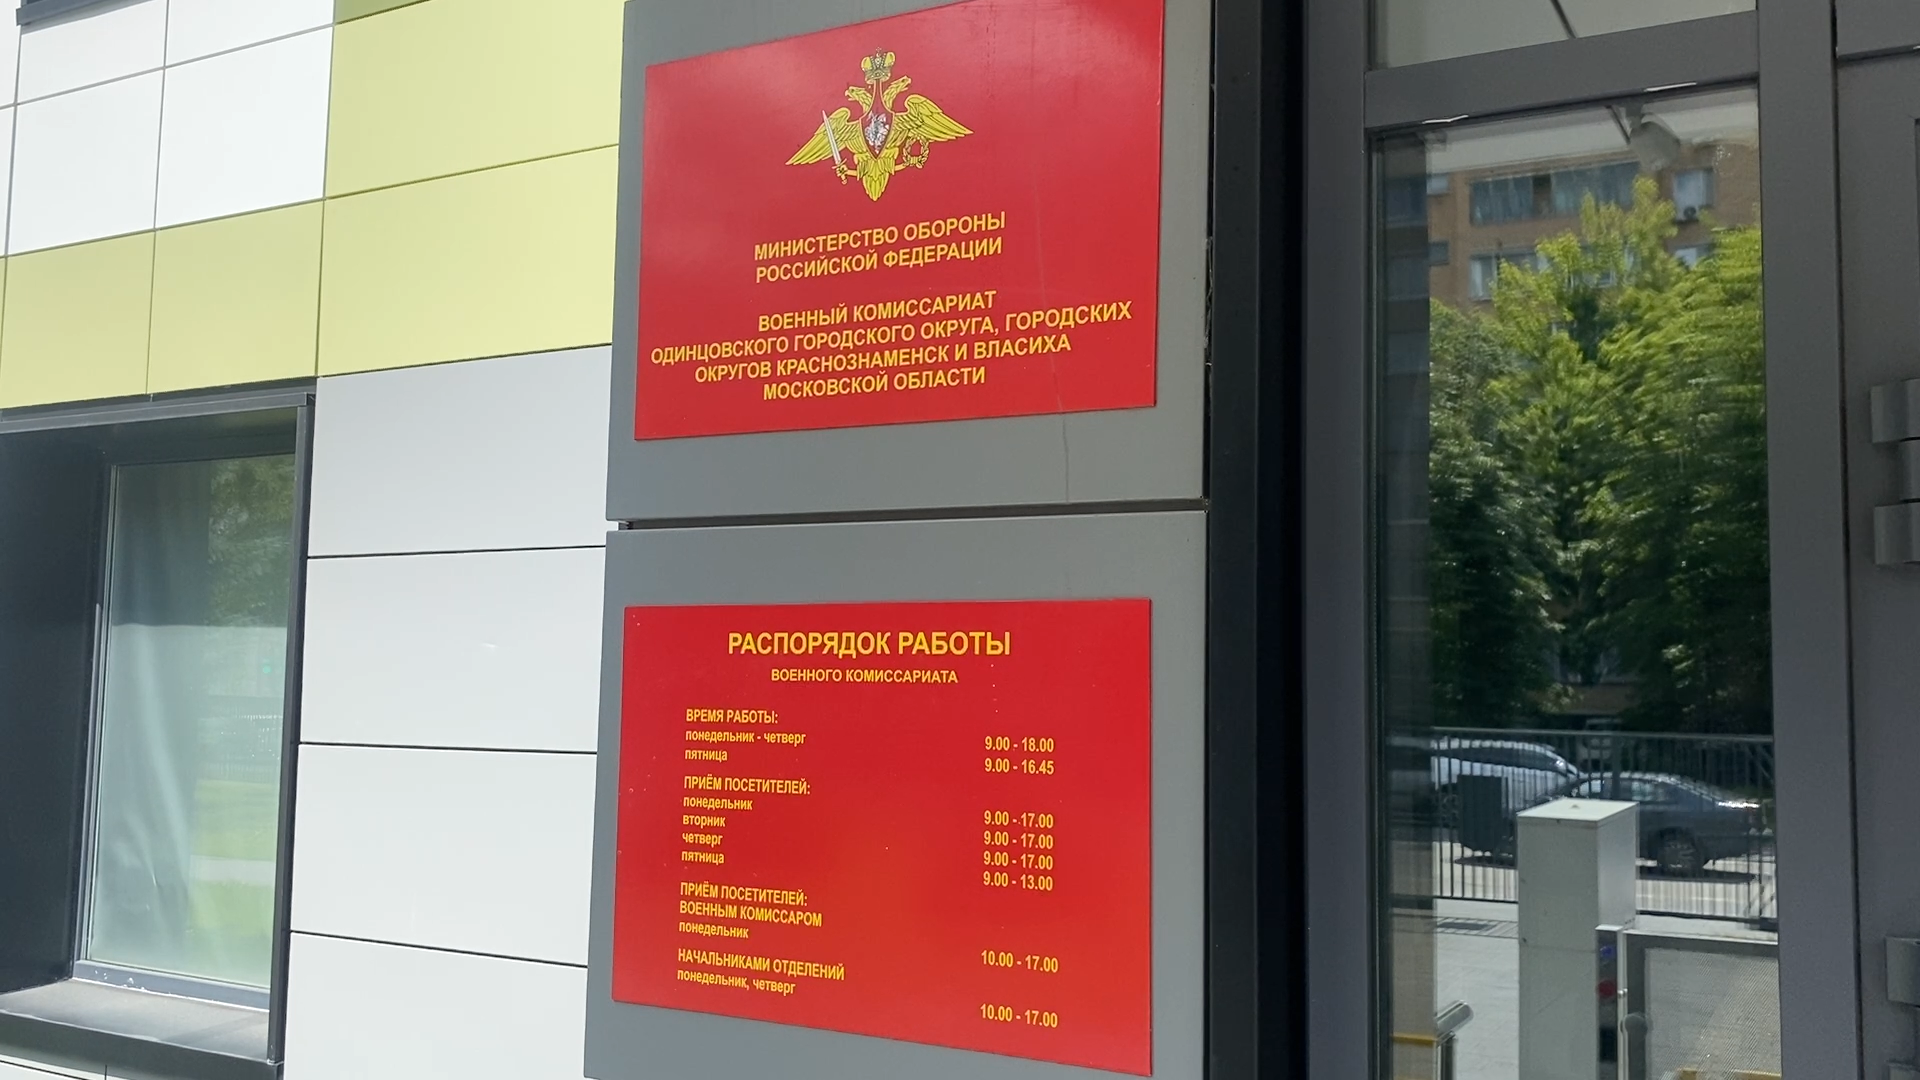 МИНИСТЕРСТВО ОБОРОНЫ
РОССИЙСКОЙ ФЕДЕРАЦИИ
ВОЕННЫЙ КОМИССАРИАТ
ОДИНЦОВСКОГО ГОРОДСКОГО ОКРУГА, ГОРОДСКИХ
ОКРУГОВ КРАСНОЗНАМЕНСК И ВЛАСИХА
МОСКОВСКОЙ ОБЛАСТИ
РАСПОРЯДОК РАБОТЫ
ВОЕННОГО КОМИССАРИАТА
ВРЕМЯ РАБОТЫ:
понедельник - четверг 9.00 - 18.00
пятница 9.00 - 16.45
ПРИЁМ ПОСЕТИТЕЛЕЙ:
понедельник 9.00 - 17.00
вторник 9.00 - 17.00
четверг 9.00 - 17.00
пятница 9.00 - 13.00
ПРИЁМ ПОСЕТИТЕЛЕЙ:
ВОЕННЫМ КОМИССАРОМ
понедельник 10.00 - 17.00
НАЧАЛЬНИКАМИ ОТДЕЛЕНИЙ
понедельник, четверг 10.00 - 17.00